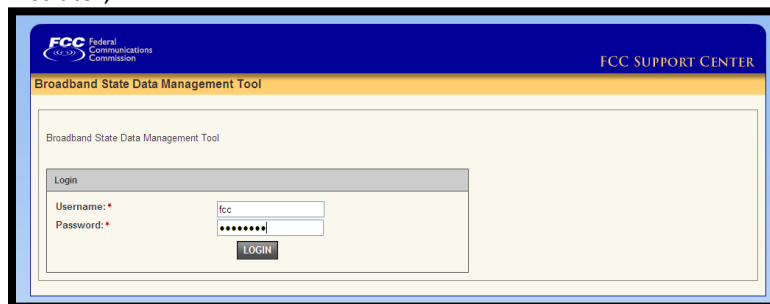 FCC Federal
Communications
Commission
FCC SUPPORT CENTER
Broadband State Data Management Tool
Broadband State Data Management Tool
Login
Username:* fcc
Password:* ••••••••
LOGIN